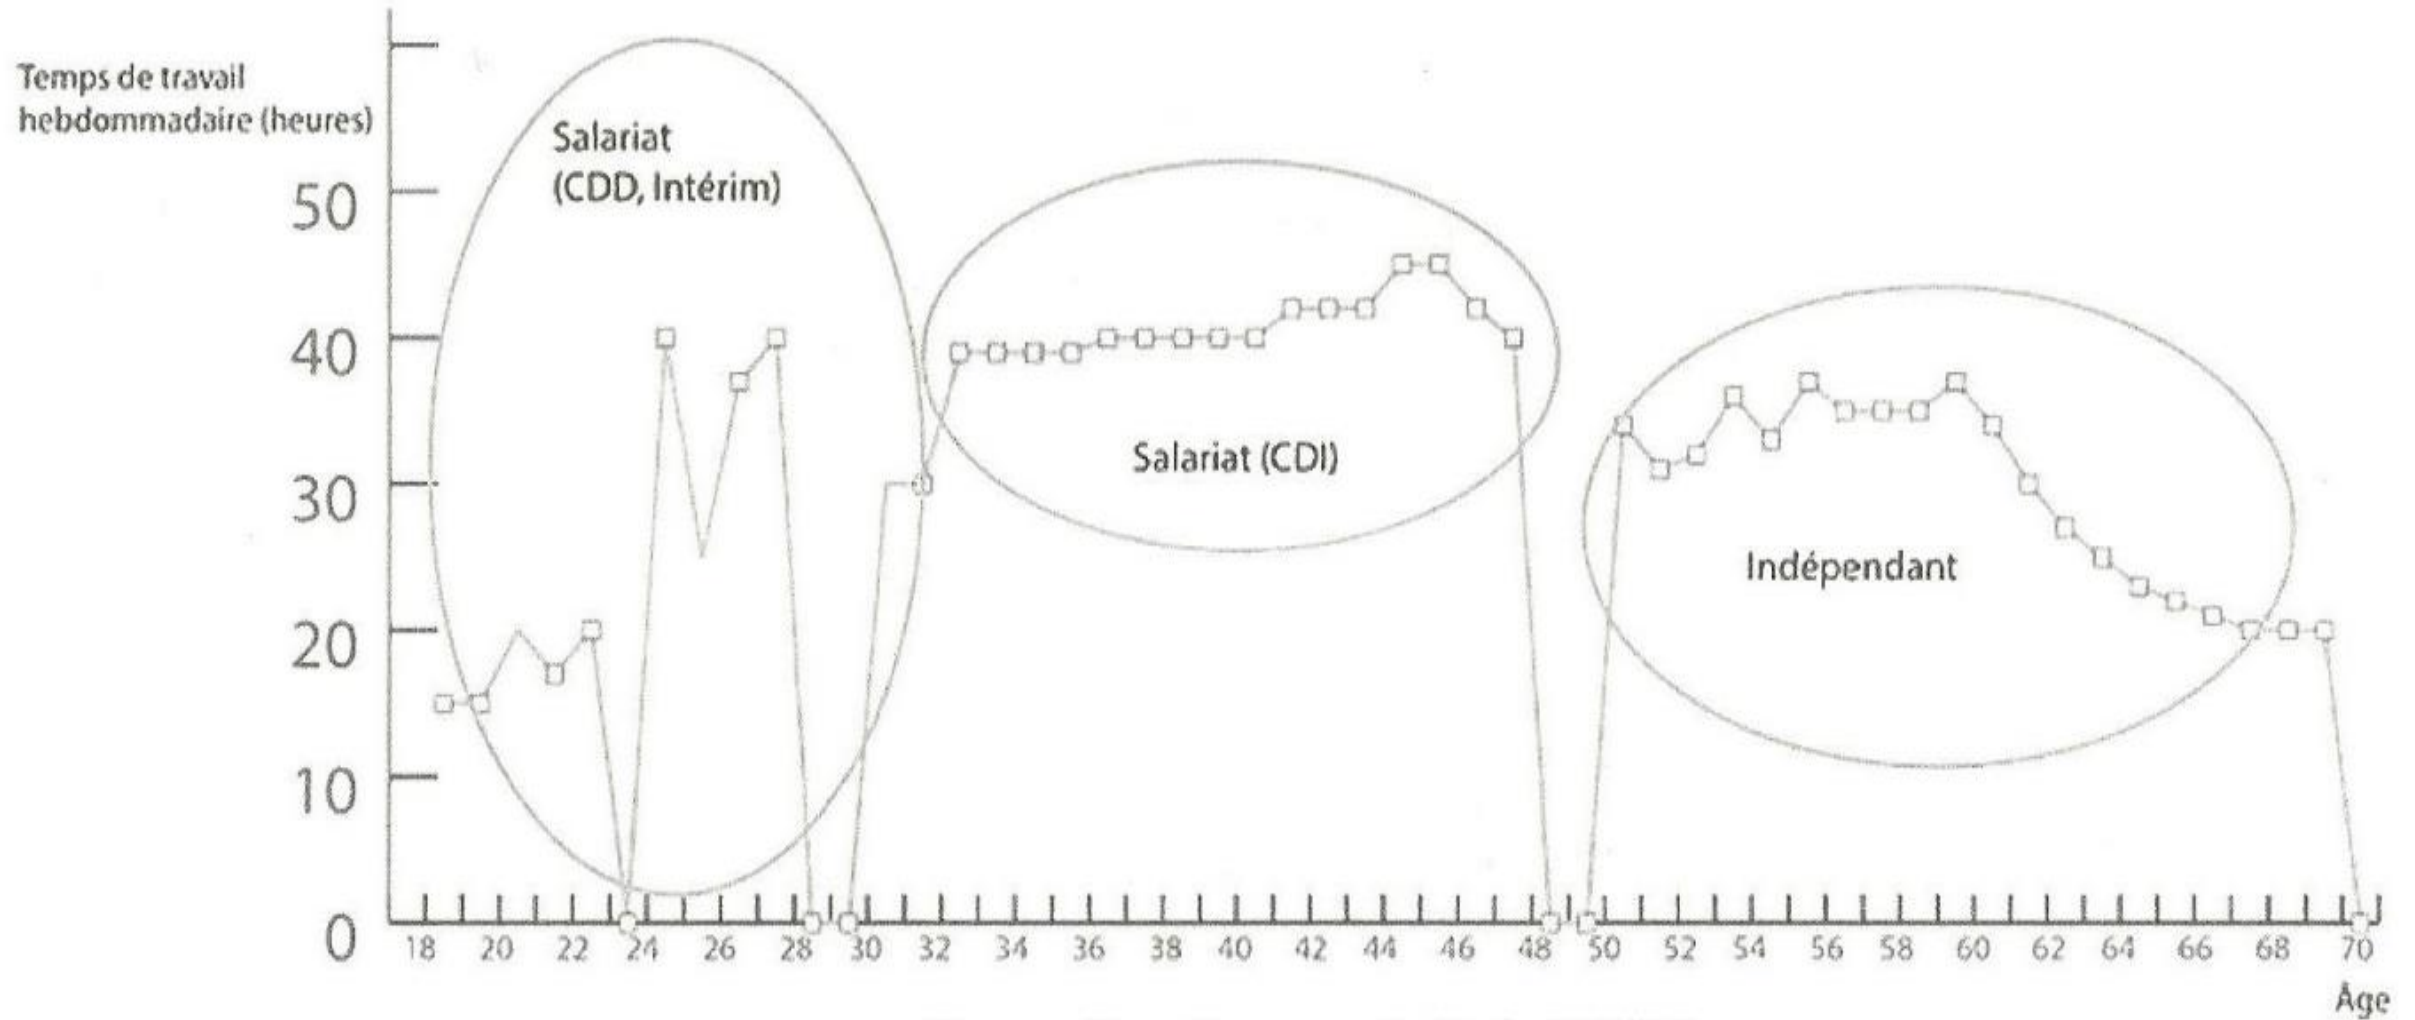 Temps de travail
hebdommadaire (heures)
Salariat
(CDD, Intérim)
50
40
Salariat (CDI)
30
Indépendant
20
10
0
18 20 22 24 26 28 30 32 34 36 38 40 42 44 46 48 50 52 54 56 58 60 62 64 66 68 70
Âge